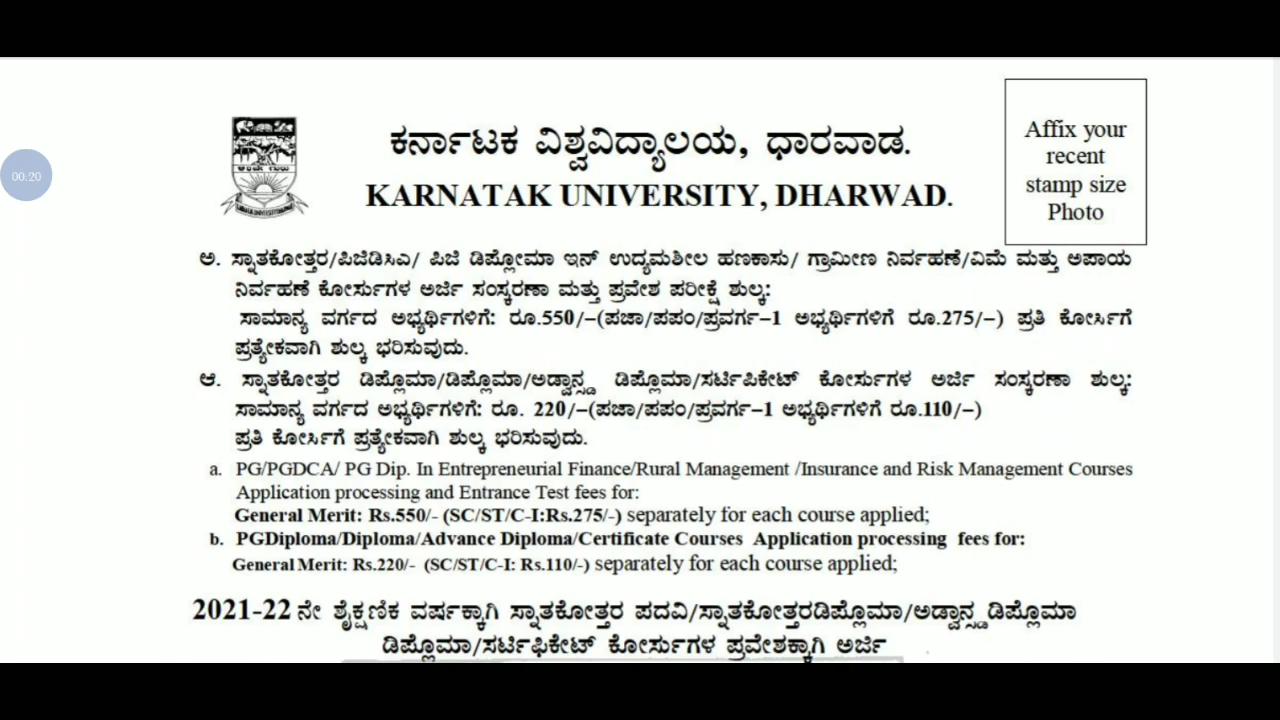 00:20
ಕರ್ನಾಟಕ ವಿಶ್ವವಿದ್ಯಾಲಯ, ಧಾರವಾಡ.
KARNATAK UNIVERSITY, DHARWAD.
Affix your
recent
stamp size
Photo
ಅ. ಸ್ನಾತಕೋತ್ತರ/ಪಿಜಿಡಿಸಿಎ/ ಪಿಜಿ ಡಿಪ್ಲೋಮಾ ಇನ್ ಉದ್ಯಮಶೀಲ ಹಣಕಾಸು/ ಗ್ರಾಮೀಣ ನಿರ್ವಹಣೆ/ವಿಮೆ ಮತ್ತು ಅಪಾಯ
ನಿರ್ವಹಣೆ ಕೋರ್ಸುಗಳ ಅರ್ಜಿ ಸಂಸ್ಕರಣಾ ಮತ್ತು ಪ್ರವೇಶ ಪರೀಕ್ಷೆ ಶುಲ್ಕ:
ಸಾಮಾನ್ಯ ವರ್ಗದ ಅಭ್ಯರ್ಥಿಗಳಿಗೆ: ರೂ.550/-(ಪಜಾ/ಪಪಂ/ಪ್ರವರ್ಗ-1 ಅಭ್ಯರ್ಥಿಗಳಿಗೆ ರೂ.275/-) ಪ್ರತಿ ಕೋರ್ಸಿಗೆ
ಪ್ರತ್ಯೇಕವಾಗಿ ಶುಲ್ಕ ಭರಿಸುವುದು.
ಆ. ಸ್ನಾತಕೋತ್ತರ ಡಿಪ್ಲೊಮಾ/ಡಿಪ್ಲೊಮಾ/ಅಡ್ವಾನ್ಸ್ಡ ಡಿಪ್ಲೊಮಾ/ಸರ್ಟಿಪಿಕೇಟ್ ಕೋರ್ಸುಗಳ ಅರ್ಜಿ ಸಂಸ್ಕರಣಾ ಶುಲ್ಕ:
ಸಾಮಾನ್ಯ ವರ್ಗದ ಅಭ್ಯರ್ಥಿಗಳಿಗೆ: ರೂ. 220/-(ಪಜಾ/ಪಪಂ/ಪ್ರವರ್ಗ-1 ಅಭ್ಯರ್ಥಿಗಳಿಗೆ ರೂ.110/-)
ಪ್ರತಿ ಕೋರ್ಸಿಗೆ ಪ್ರತ್ಯೇಕವಾಗಿ ಶುಲ್ಕ ಭರಿಸುವುದು.
a. PG/PGDCA/ PG Dip. In Entrepreneurial Finance/Rural Management /Insurance and Risk Management Courses
Application processing and Entrance Test fees for:
General Merit: Rs.550/- (SC/ST/C-I:Rs.275/-) separately for each course applied;
b. PGDiploma/Diploma/Advance Diploma/Certificate Courses Application processing fees for:
General Merit: Rs.220/- (SC/ST/C-I: Rs.110/-) separately for each course applied;
2021-22 ನೇ ಶೈಕ್ಷಣಿಕ ವರ್ಷಕ್ಕಾಗಿ ಸ್ನಾತಕೋತ್ತರ ಪದವಿ/ಸ್ನಾತಕೋತ್ತರಡಿಪ್ಲೊಮಾ/ಅಡ್ವಾನ್ಸ್ಡಡಿಪ್ಲೊಮಾ
ಡಿಪ್ಲೊಮಾ/ಸರ್ಟಿಫಿಕೇಟ್ ಕೋರ್ಸುಗಳ ಪ್ರವೇಶಕ್ಕಾಗಿ ಅರ್ಜಿ